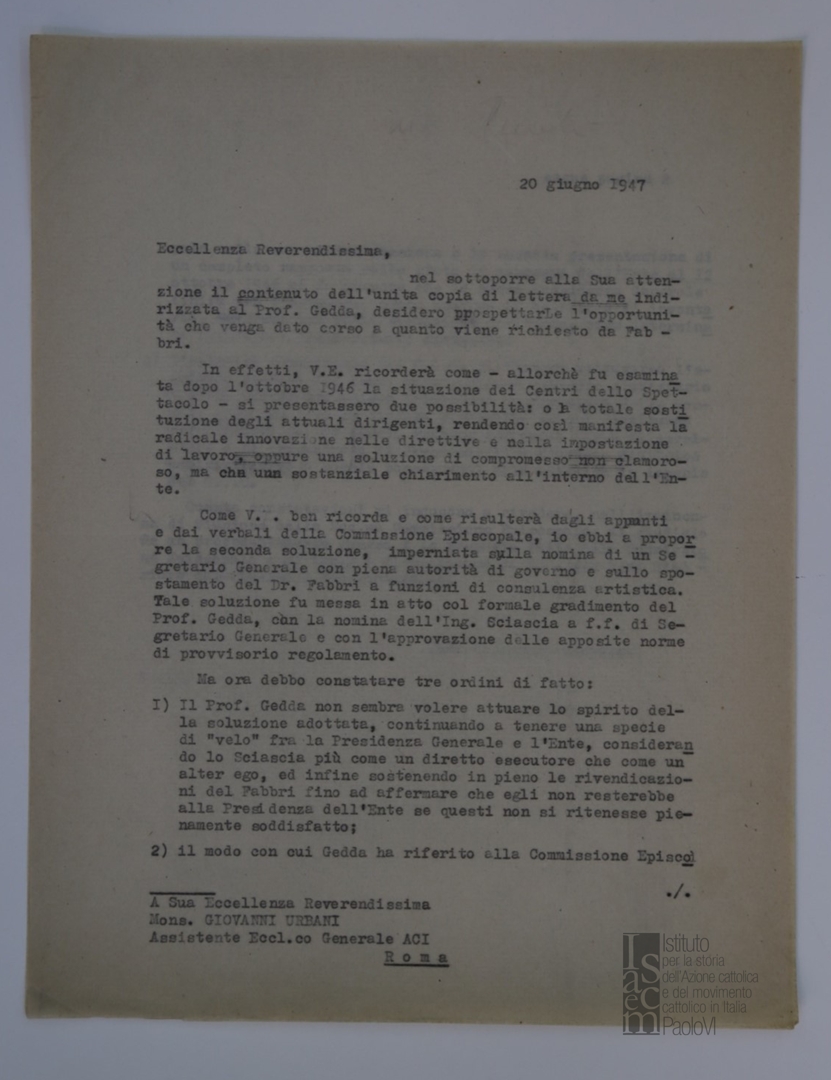 20 giugno 1947
Eccellenza Reverendissima,
nel sottoporre alla Sua atten-
zione il contenuto dell'unita copia di lettera da me indi-
rizzata al Prof. Gedda, desidero ppospettarLe l'opportuni-
tà che venga dato corso a quanto viene richiesto da Fab -
bri.
In effetti, V.E. ricorderà come - allorchè fu esamina
ta dopo l'ottobre 1946 la situazione dei Centri dello Spet-
tacolo - si presentassero due possibilità: o la totale sosti
tuzione degli attuali dirigenti, rendendo così manifesta la
radicale innovazione nelle direttive e nella impostazione
di lavoro, oppure una soluzione di compromesso non clamoro-
so, ma cha una sostanziale chiarimento all'interno dell'En-
te.
Come V. . ben ricorda e come risulterà dagli appunti
e dai verbali della Commissione Episcopale, io ebbi a propor
re la seconda soluzione, imperniata sulla nomina di un Se -
gretario Generale con piena autorità di governo e sullo spo-
stamento del Dr. Fabbri a funzioni di consulenza artistica.
Tale soluzione fu messa in atto col formale gradimento del
Prof. Gedda, con la nomina dell'Ing. Sciascia a f.f. di Se-
gretario Generale e con l'approvazione delle apposite norme
di provvisorio regolamento.
Ma ora debbo constatare tre ordini di fatto:
I) Il Prof. Gedda non sembra volere attuare lo spirito del-
la soluzione adottata, continuando a tenere una specie
di "velo" fra la Presidenza Generale e l'Ente, consideran
do lo Sciascia più come un diretto esecutore che come un
alter ego, ed infine sostenendo in pieno le rivendicazio-
ni del Fabbri fino ad affermare che egli non resterebbe
alla Presidenza dell'Ente se questi non si ritenesse pie-
namente soddisfatto;
2) il modo con cui Gedda ha riferito alla Commissione Episco
./.
A Sua Eccellenza Reverendissima
Mons. GIOVANNI URBANI
Assistente Eccl.co Generale ACI
Roma
Isacem
Istituto
per la storia
dell'Azione cattolica
e del movimento
cattolico in Italia
PaoloVI